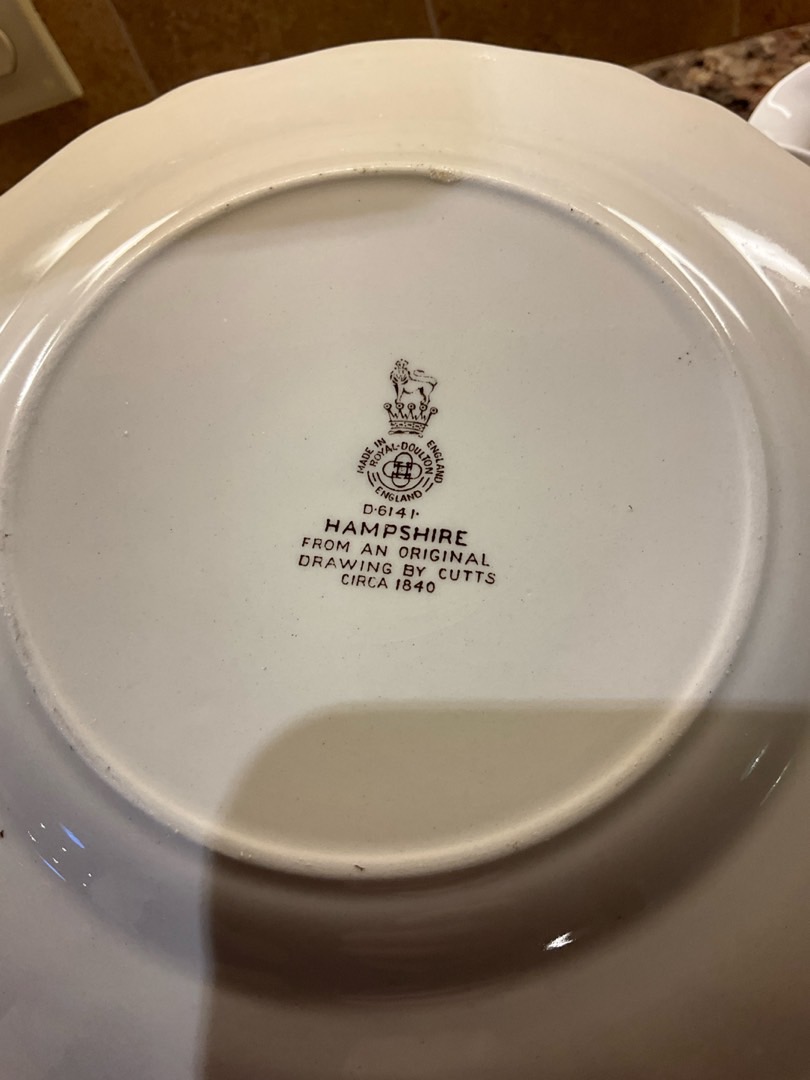 MADE IN ENGLAND
ROYAL·DOULTON
ENGLAND
D·6141·
HAMPSHIRE
FROM AN ORIGINAL
DRAWING BY CUTTS
CIRCA 1840